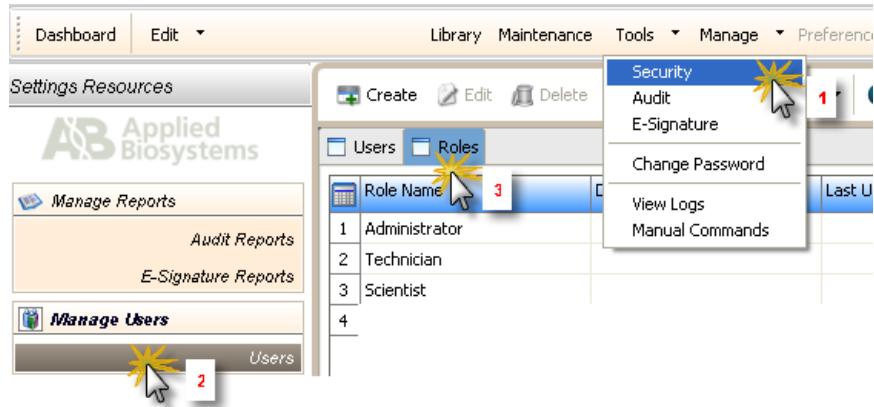 Dashboard Edit Library Maintenance Tools Manage Preferenc
Settings Resources
Applied
Biosystems
Manage Reports
Audit Reports
E-Signature Reports
Manage Users
Users
2
Create Edit Delete
Users Roles
3
Role Name D Last U
1 Administrator
2 Technician
3 Scientist
4
Security
1
Audit
E-Signature
Change Password
View Logs
Manual Commands